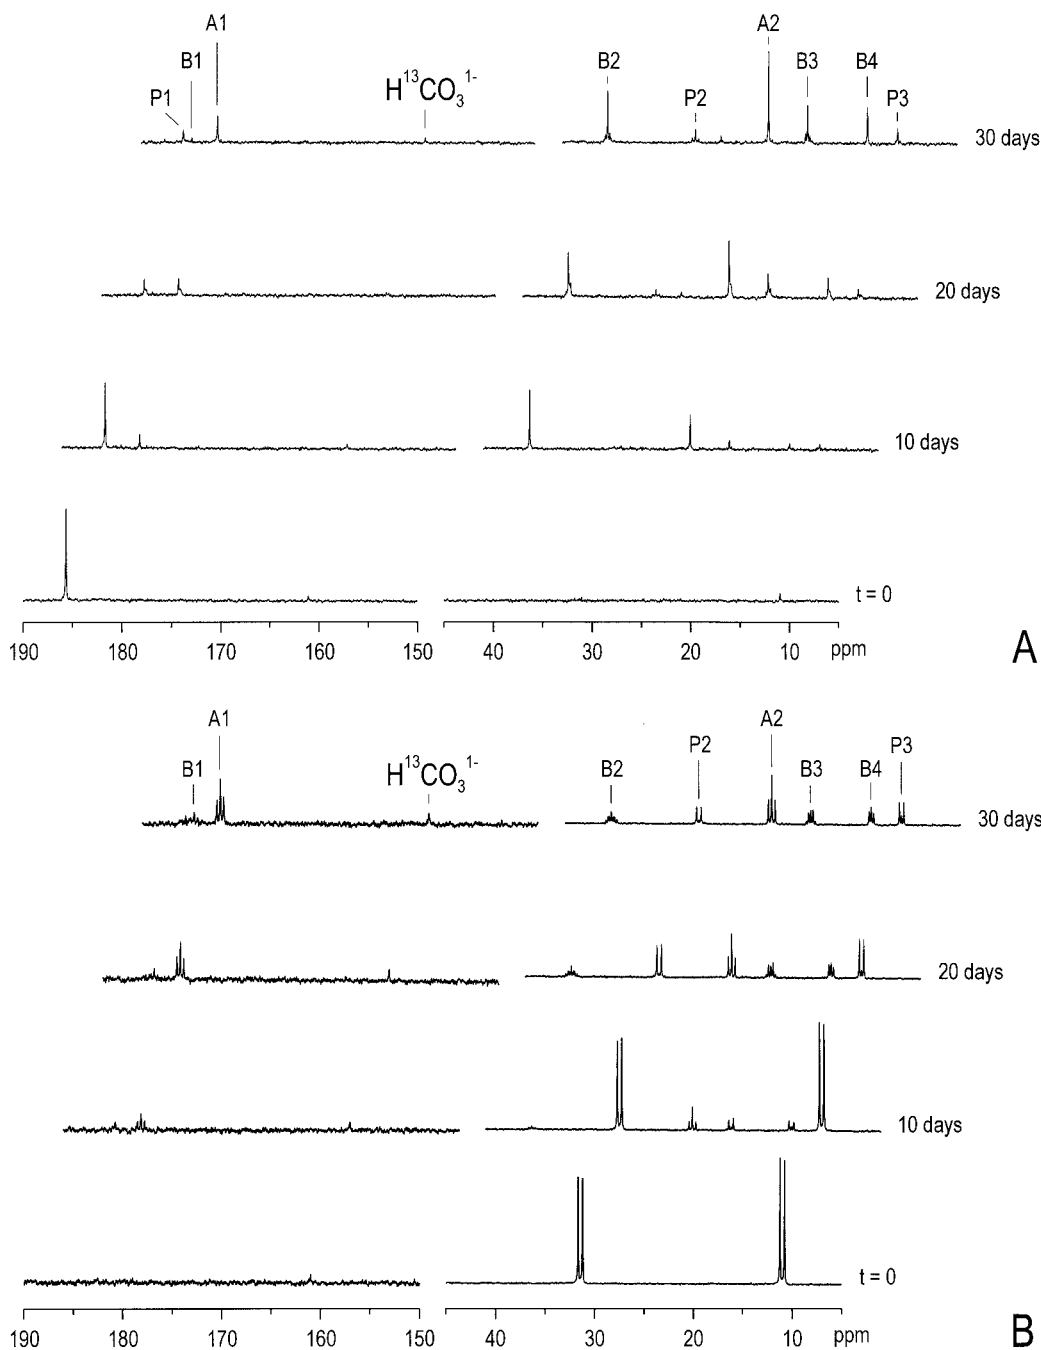 A1 A2
B1 B2 B3 B4
P1 H¹³CO₃¹⁻ P2 P3
30 days
20 days
10 days
t = 0
190 180 170 160 150 40 30 20 10 ppm
A
A1 A2
P2 P3
B1 H¹³CO₃¹⁻ B2 B3 B4
30 days
20 days
10 days
t = 0
190 180 170 160 150 40 30 20 10 ppm
B